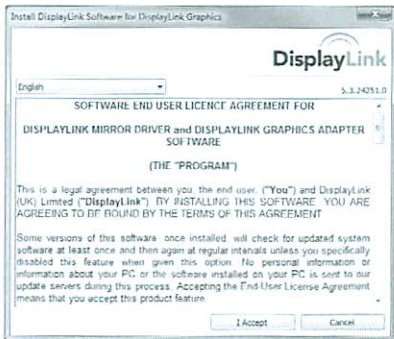 Install DisplayLink Software for DisplayLink Graphics
DisplayLink
English
5.3.24251.0
SOFTWARE END USER LICENCE AGREEMENT FOR
DISPLAYLINK MIRROR DRIVER and DISPLAYLINK GRAPHICS ADAPTER
SOFTWARE
(THE "PROGRAM")
This is a legal agreement between you, the end user, ("You") and DisplayLink
(UK) Limited ("DisplayLink"). BY INSTALLING THIS SOFTWARE, YOU ARE
AGREEING TO BE BOUND BY THE TERMS OF THIS AGREEMENT
Some versions of this software, once installed, will check for updated system
software at least once and then again at regular intervals unless you specifically
disabled this feature when given this option. No personal information or
information about your PC or the software installed on your PC is sent to our
update servers during this process. Accepting the End-User License Agreement
means that you accept this product feature.
I Accept
Cancel